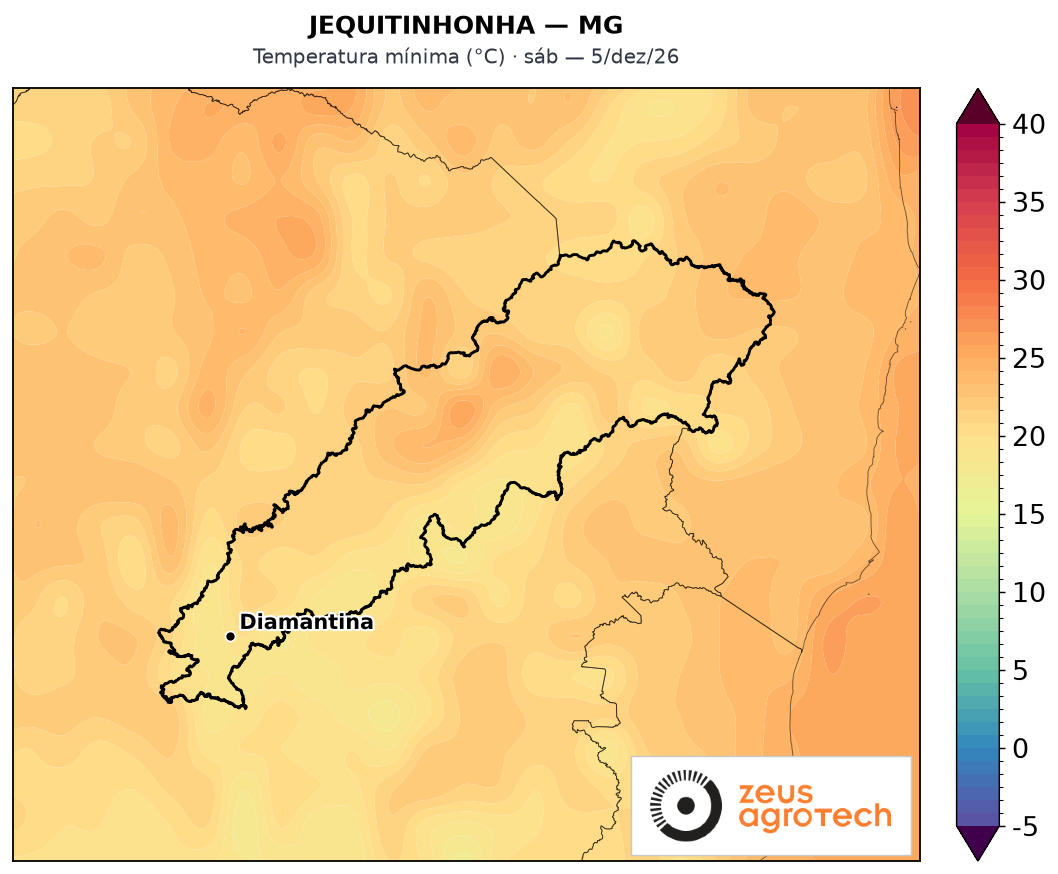 JEQUITINHONHA — MG
Temperatura mínima (°C) · sáb — 5/dez/26
40
35
30
25
20
15
10
5
0
-5
Diamantina
zeus
agrotech